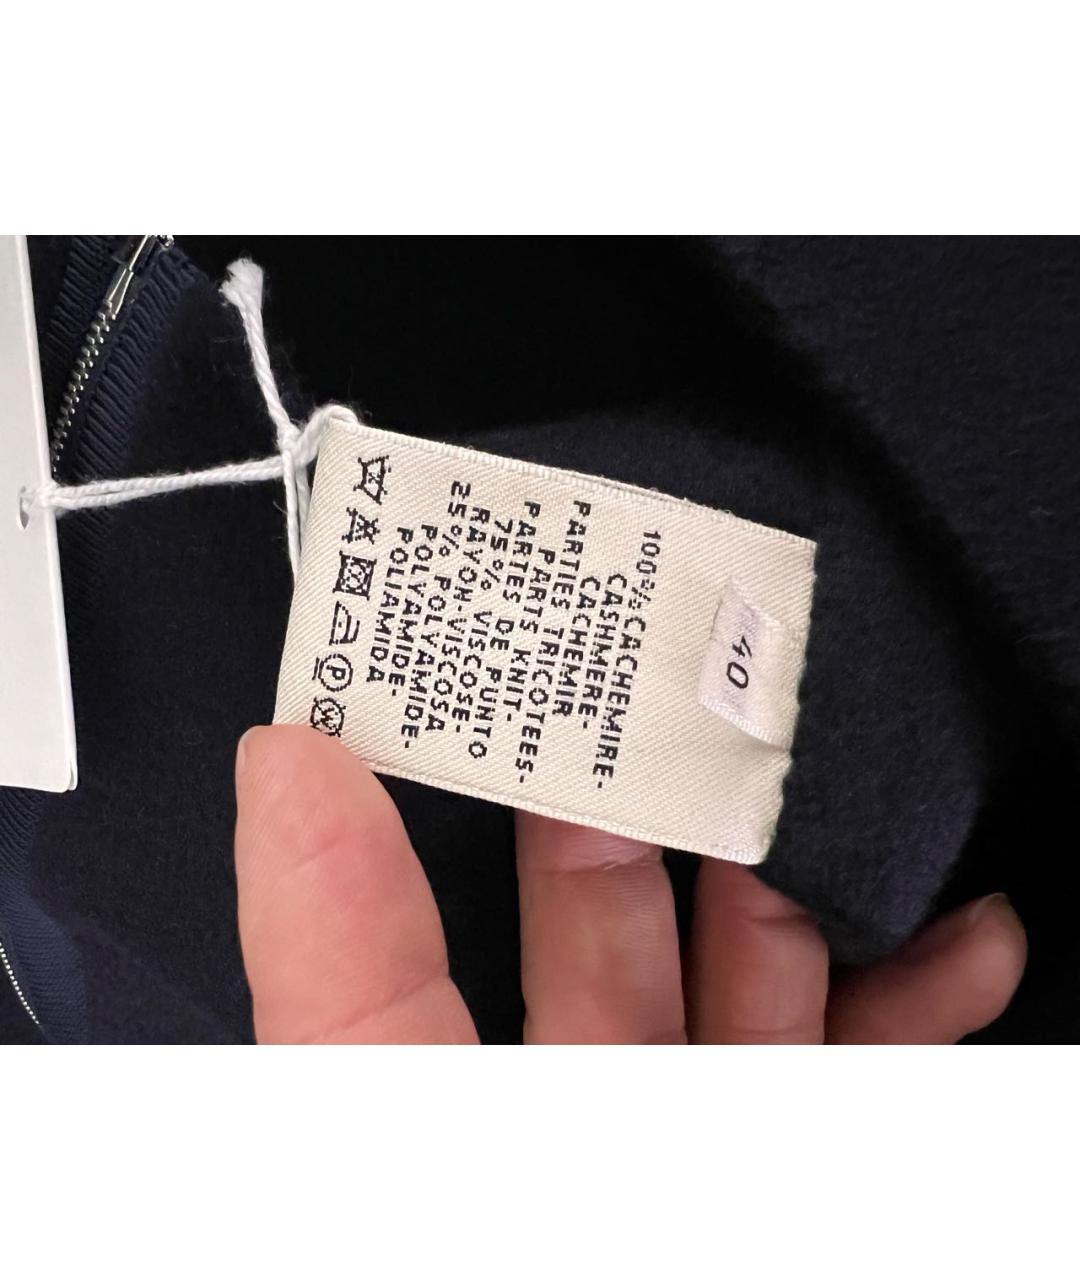 40
100% CACHEMIRE-
CASHMERE-
CACHEMIR
PARTIES TRICOTEES-
PARTS KNIT-
PARTES DE PUNTO
75% VISCOSE-
RAYON-VISCOSA
25% POLYAMIDE-
POLYAMIDE-
POLIAMIDA
P